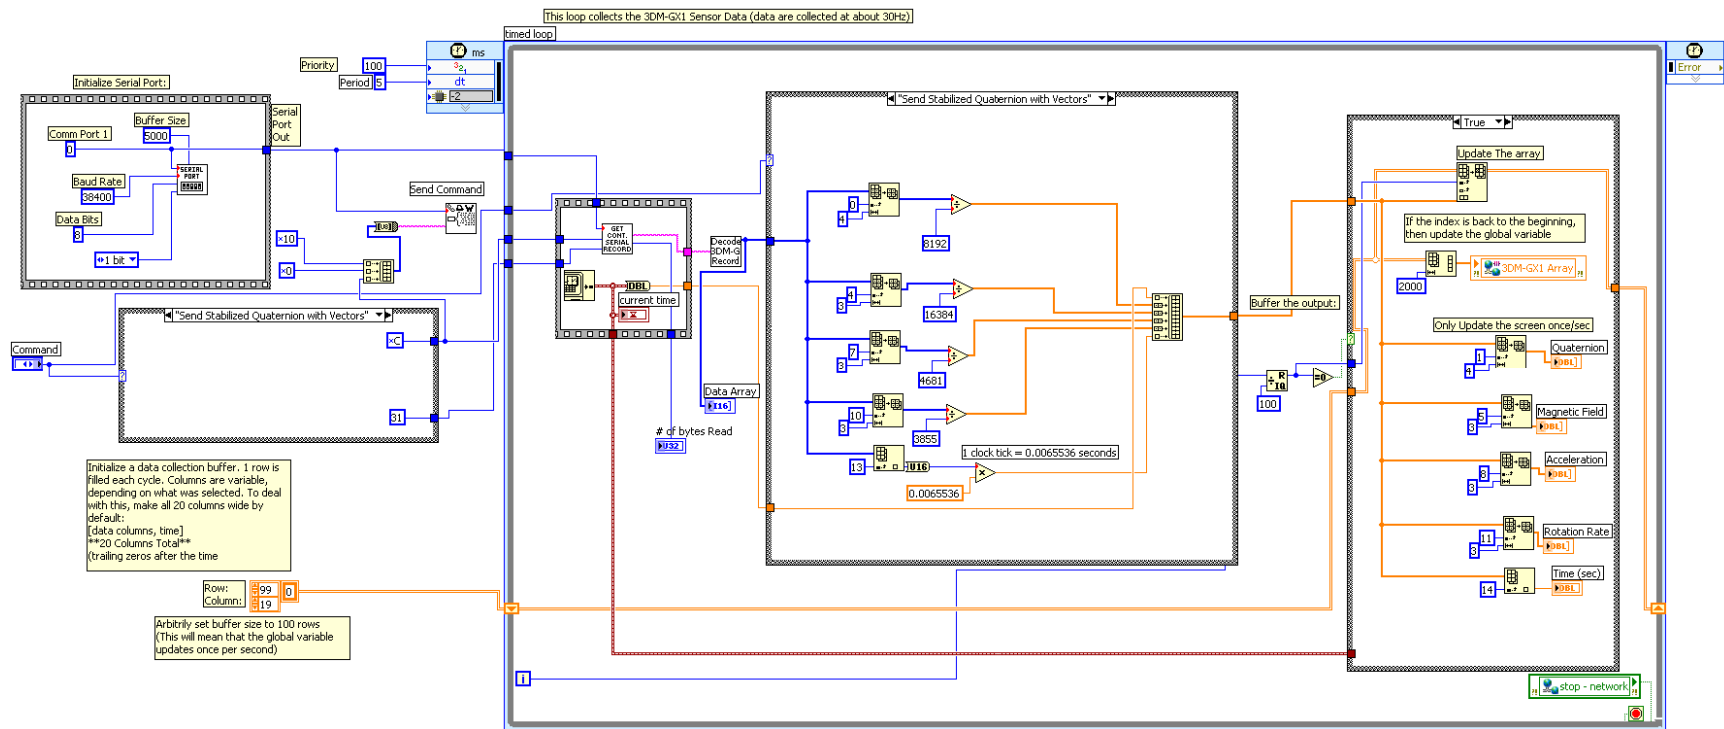 This loop collects the 3DM-GX1 Sensor Data (data are collected at about 30Hz)
timed loop
ms
Priority
100
Period
5
dt
-2
Error
Initialize Serial Port:
Serial
Port
Out
Buffer Size
5000
Comm Port 1
0
SERIAL
PORT
Baud Rate
38400
Data Bits
8
1 bit
Send Command
[U8]
×10
×0
"Send Stabilized Quaternion with Vectors"
×C
31
Command
?
Initialize a data collection buffer. 1 row is
filled each cycle. Columns are variable,
depending on what was selected. To deal
with this, make all 20 columns wide by
default:
[data columns, time]
**20 Columns Total**
(trailing zeros after the time
Row:
Column:
99
19
0
Arbitrily set buffer size to 100 rows
(This will mean that the global variable
updates once per second)
GET
CONT.
SERIAL
RECORD
DBL
current time
Decode
3DM-G
Record
Data Array
I16]
# of bytes Read
U32
i
"Send Stabilized Quaternion with Vectors"
?
0
4
8192
4
3
16384
7
3
4681
10
3
3855
13
U16
1 clock tick = 0.0065536 seconds
0.0065536
Buffer the output:
R
IQ
100
=0
True
?
Update The array
If the index is back to the beginning,
then update the global variable
2000
3DM-GX1 Array
Only Update the screen once/sec
1
4
Quaternion
DBL]
5
3
Magnetic Field
DBL]
8
3
Acceleration
DBL]
11
3
Rotation Rate
DBL]
14
Time (sec)
DBL
stop - network